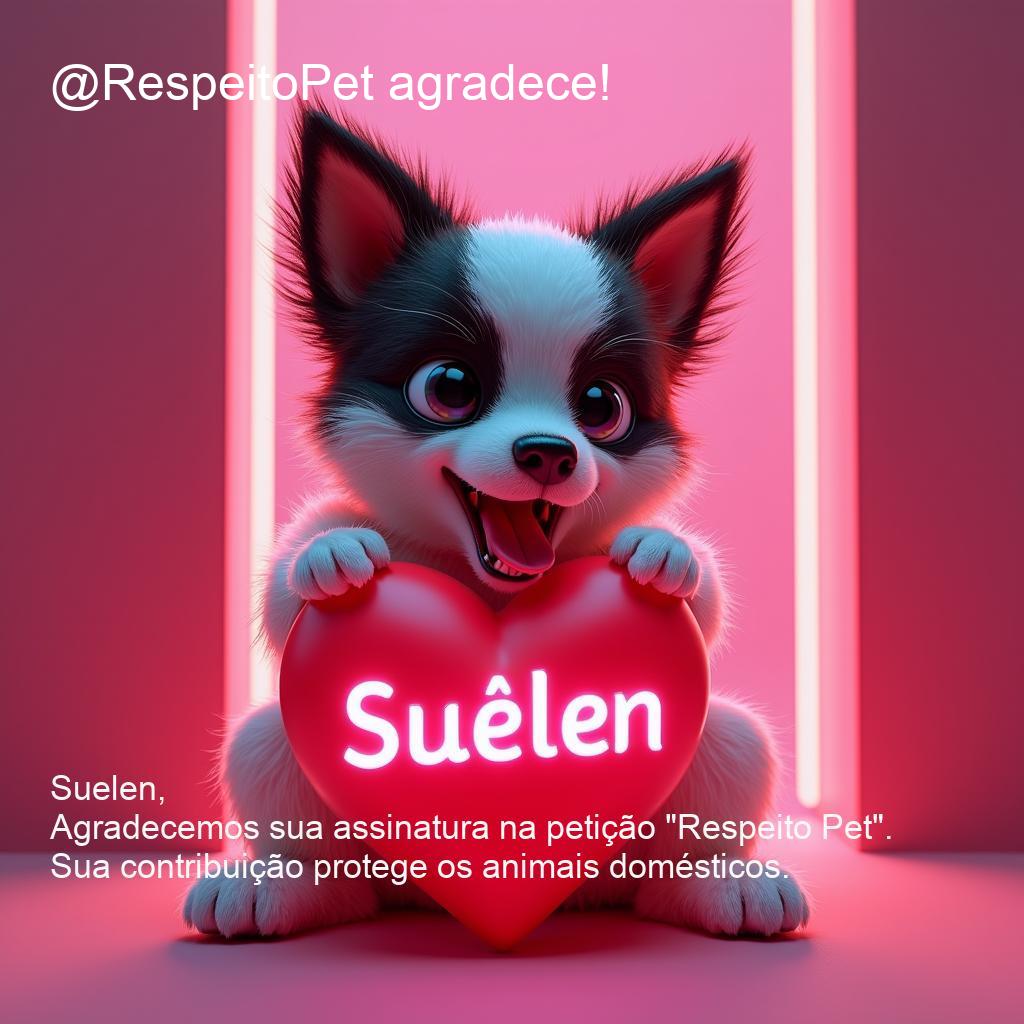 @RespeitoPet agradece!
Suêlen
Suelen,
Agradecemos sua assinatura na petição "Respeito Pet".
Sua contribuição protege os animais domésticos.